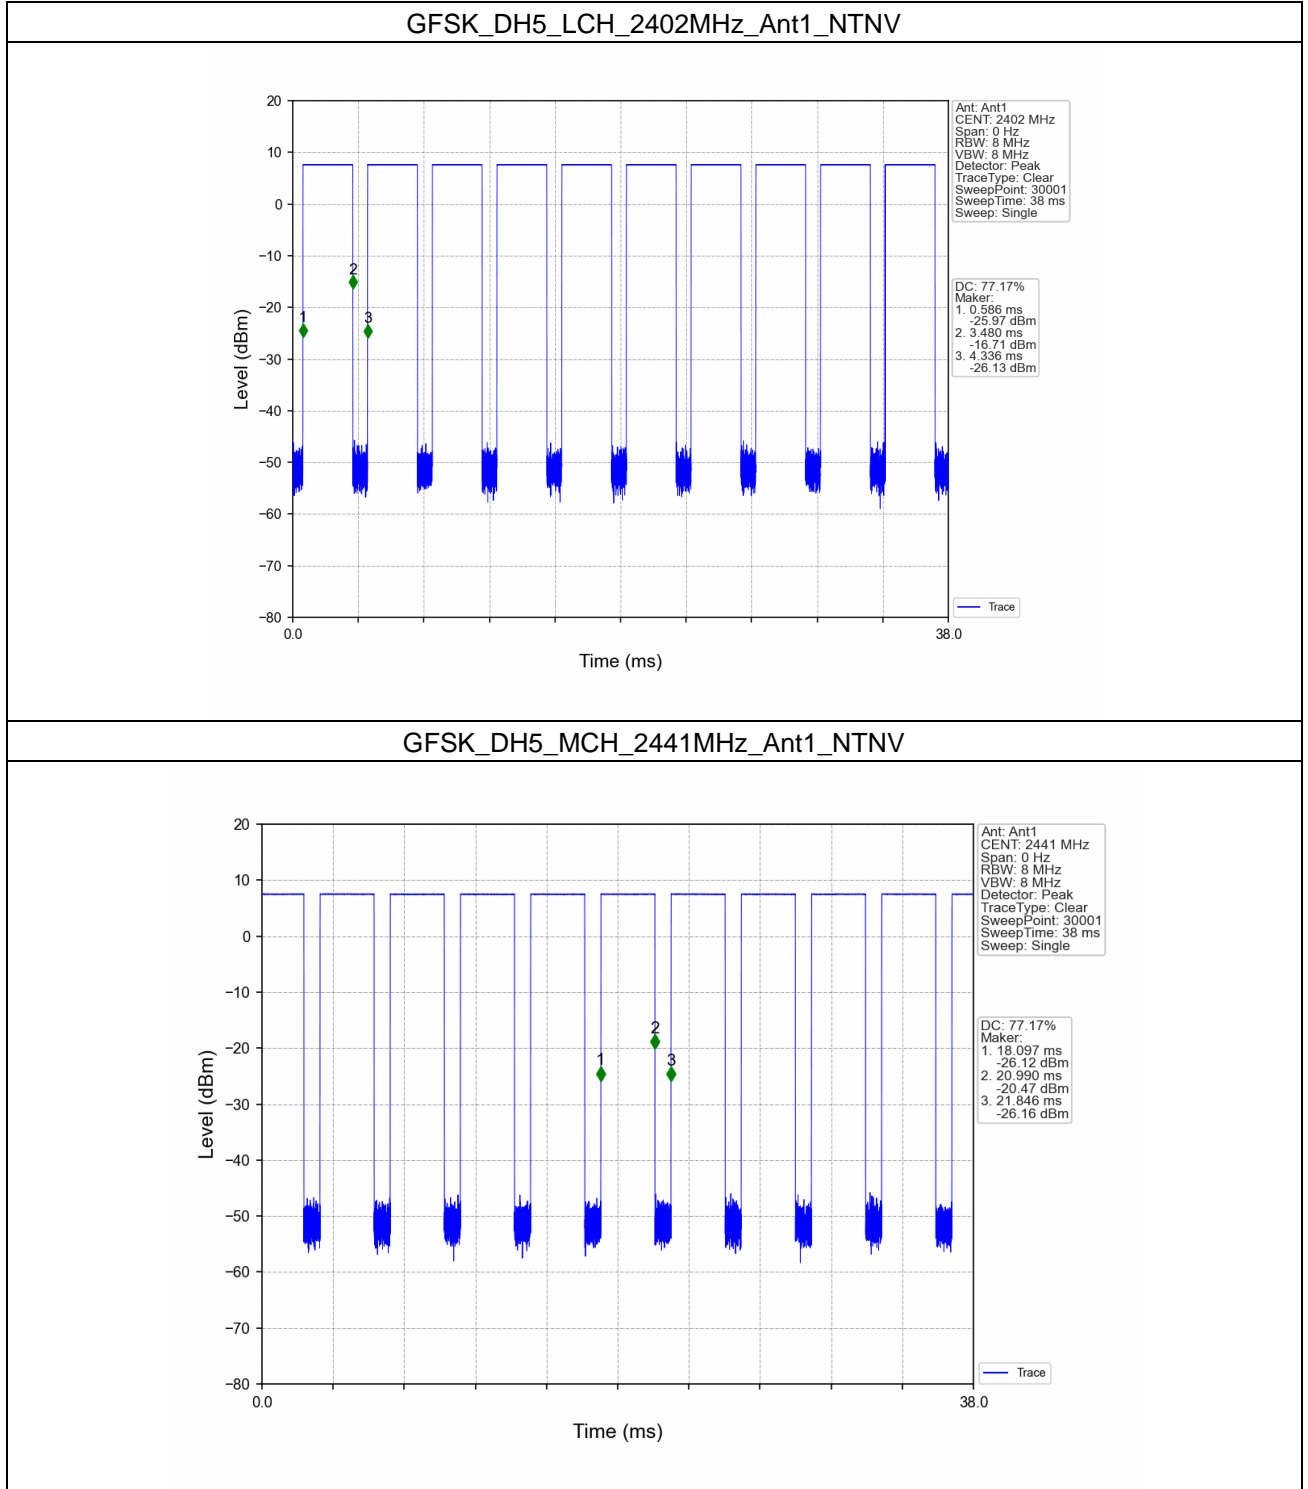 GFSK_DH5_LCH_2402MHz_Ant1_NTNV
20
10
0
−10
−20
−30
−40
−50
−60
−70
−80
Level (dBm)
0.0
38.0
Time (ms)
1
2
3
Ant: Ant1
CENT: 2402 MHz
Span: 0 Hz
RBW: 8 MHz
VBW: 8 MHz
Detector: Peak
TraceType: Clear
SweepPoint: 30001
SweepTime: 38 ms
Sweep: Single
DC: 77.17%
Maker:
1. 0.586 ms
-25.97 dBm
2. 3.480 ms
-16.71 dBm
3. 4.336 ms
-26.13 dBm
Trace
GFSK_DH5_MCH_2441MHz_Ant1_NTNV
20
10
0
−10
−20
−30
−40
−50
−60
−70
−80
Level (dBm)
0.0
38.0
Time (ms)
1
2
3
Ant: Ant1
CENT: 2441 MHz
Span: 0 Hz
RBW: 8 MHz
VBW: 8 MHz
Detector: Peak
TraceType: Clear
SweepPoint: 30001
SweepTime: 38 ms
Sweep: Single
DC: 77.17%
Maker:
1. 18.097 ms
-26.12 dBm
2. 20.990 ms
-20.47 dBm
3. 21.846 ms
-26.16 dBm
Trace